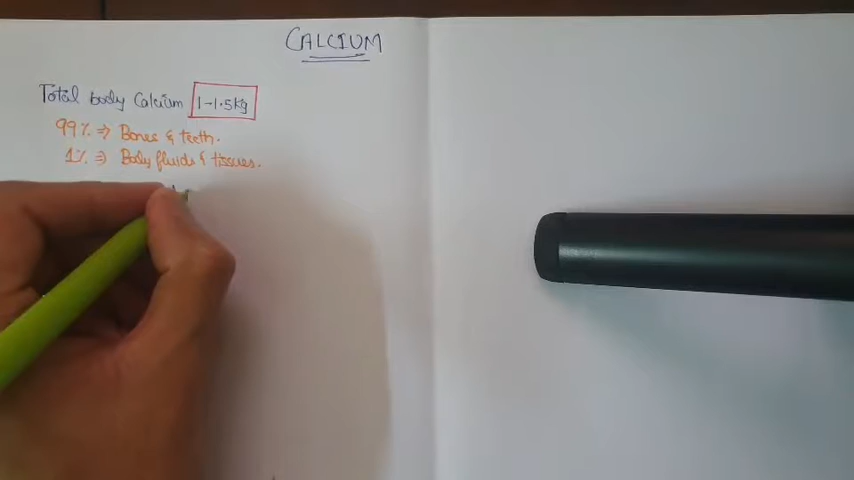 CALCIUM
Total body Calcium 1-1.5kg
99% ⇒ Bones & teeth.
1% ⇒ Body fluids & tissues.